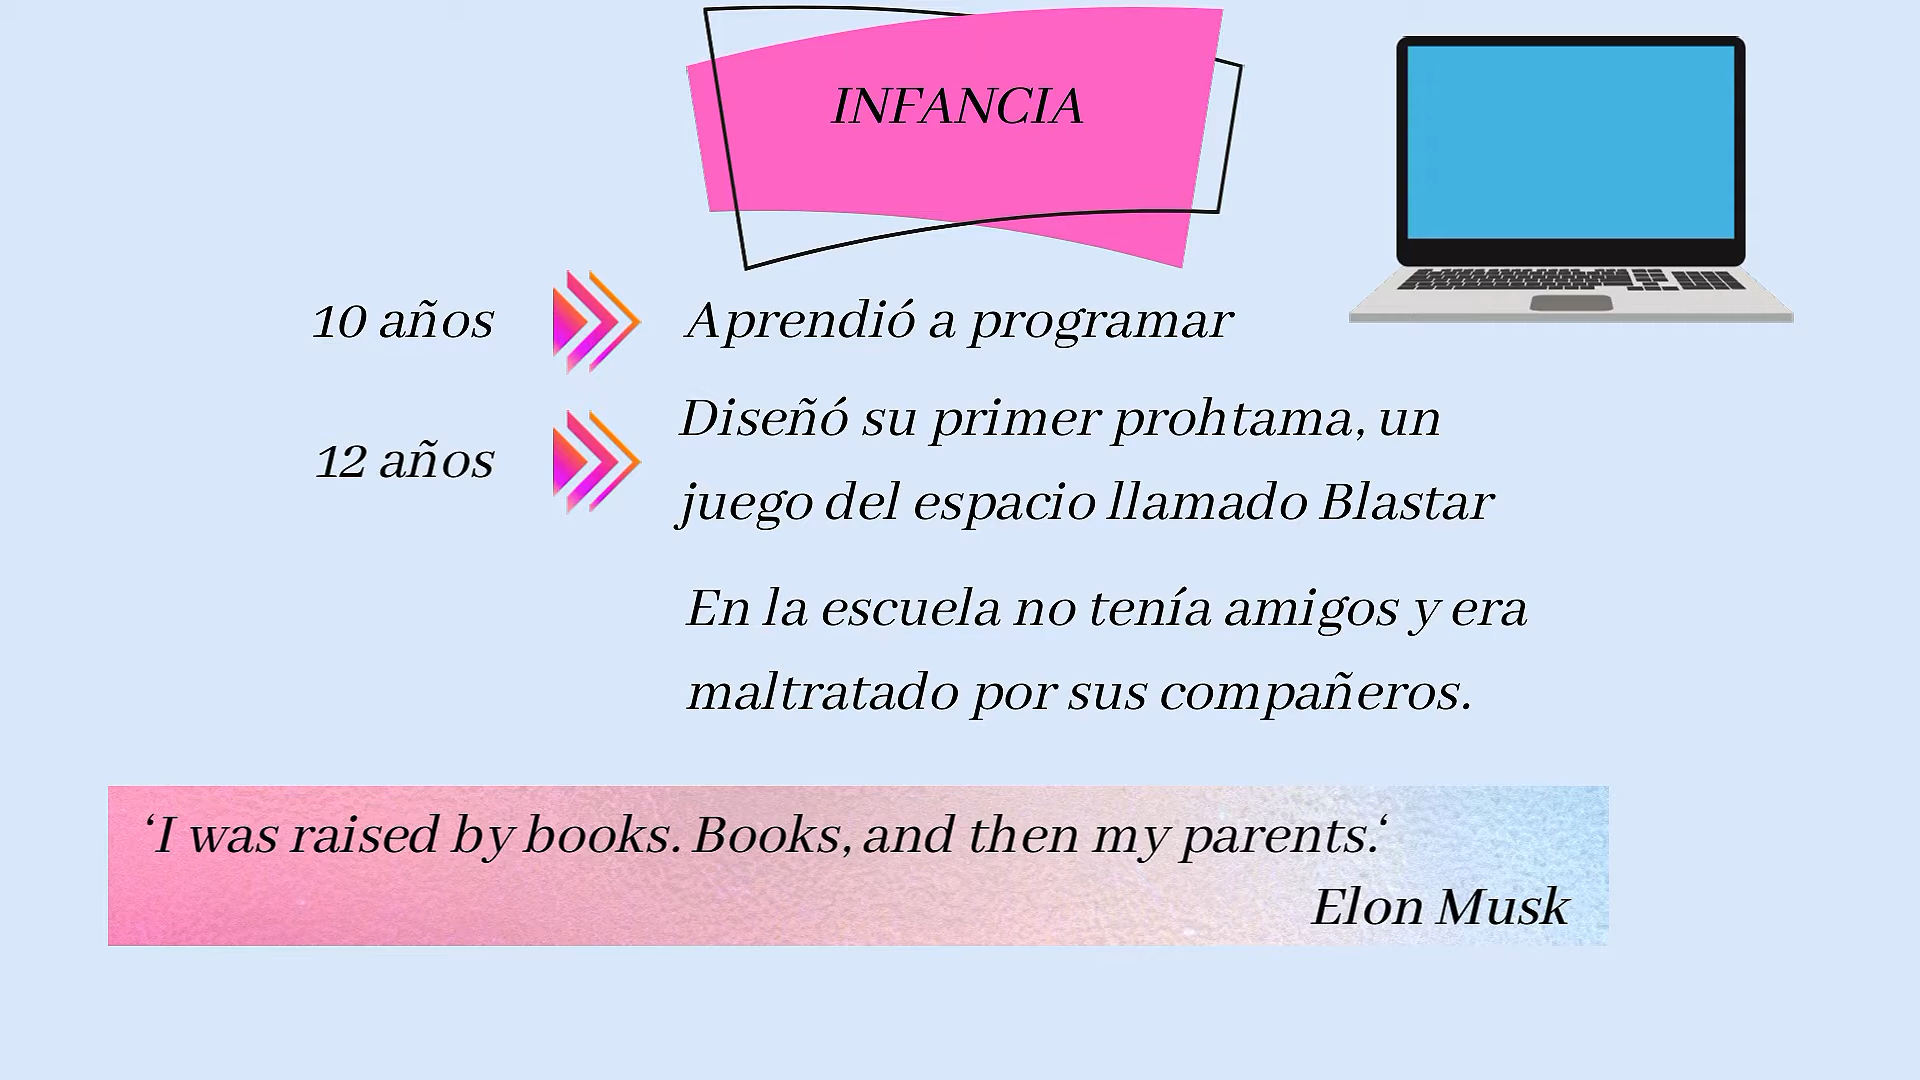 INFANCIA
10 años
Aprendió a programar
12 años
Diseñó su primer prohtama, un
juego del espacio llamado Blastar
En la escuela no tenía amigos y era
maltratado por sus compañeros.
‘I was raised by books. Books, and then my parents.‘
Elon Musk